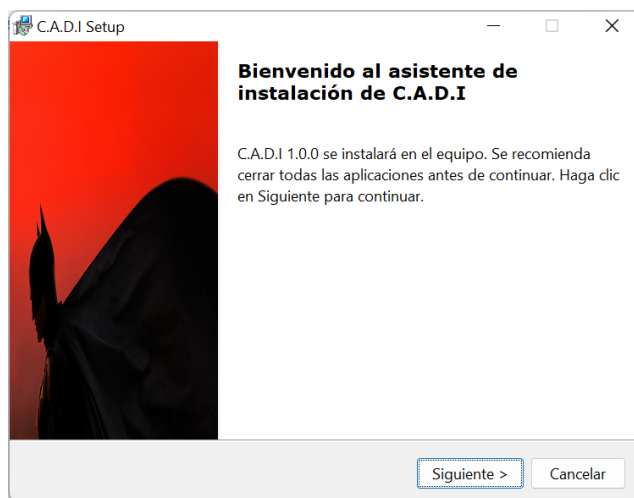 C.A.D.I Setup
Bienvenido al asistente de
instalación de C.A.D.I
C.A.D.I 1.0.0 se instalará en el equipo. Se recomienda
cerrar todas las aplicaciones antes de continuar. Haga clic
en Siguiente para continuar.
Siguiente >
Cancelar